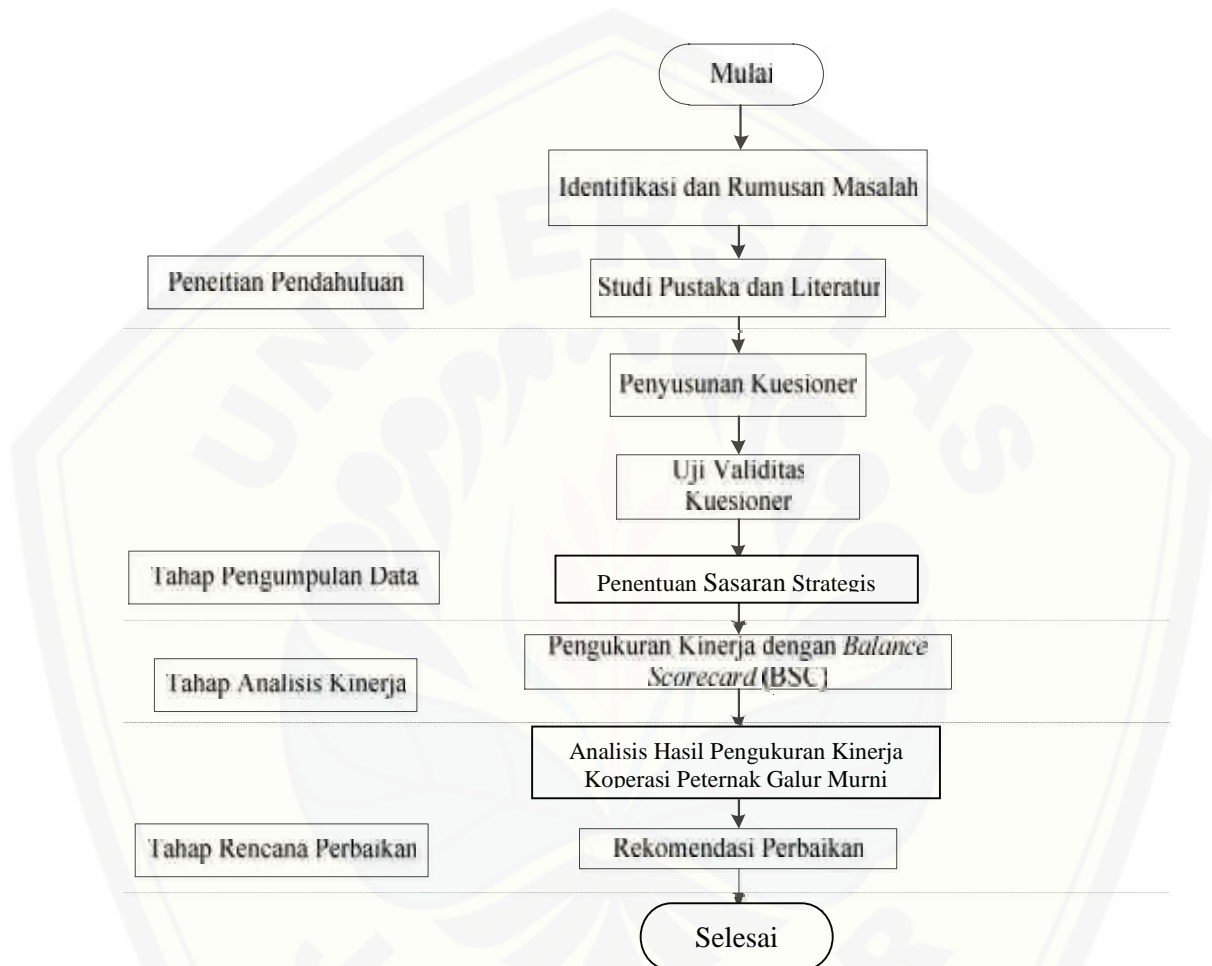 Mulai
Identifikasi dan Rumusan Masalah
Peneitian Pendahuluan
Studi Pustaka dan Literatur
Penyusunan Kuesioner
Uji Validitas
Kuesioner
Tahap Pengumpulan Data
Penentuan Sasaran Strategis
Pengukuran Kinerja dengan Balance
Scorecard (BSC)
Tahap Analisis Kinerja
Analisis Hasil Pengukuran Kinerja
Koperasi Peternak Galur Murni
Tahap Rencana Perbaikan
Rekomendasi Perbaikan
Selesai
UNIVERSITAS